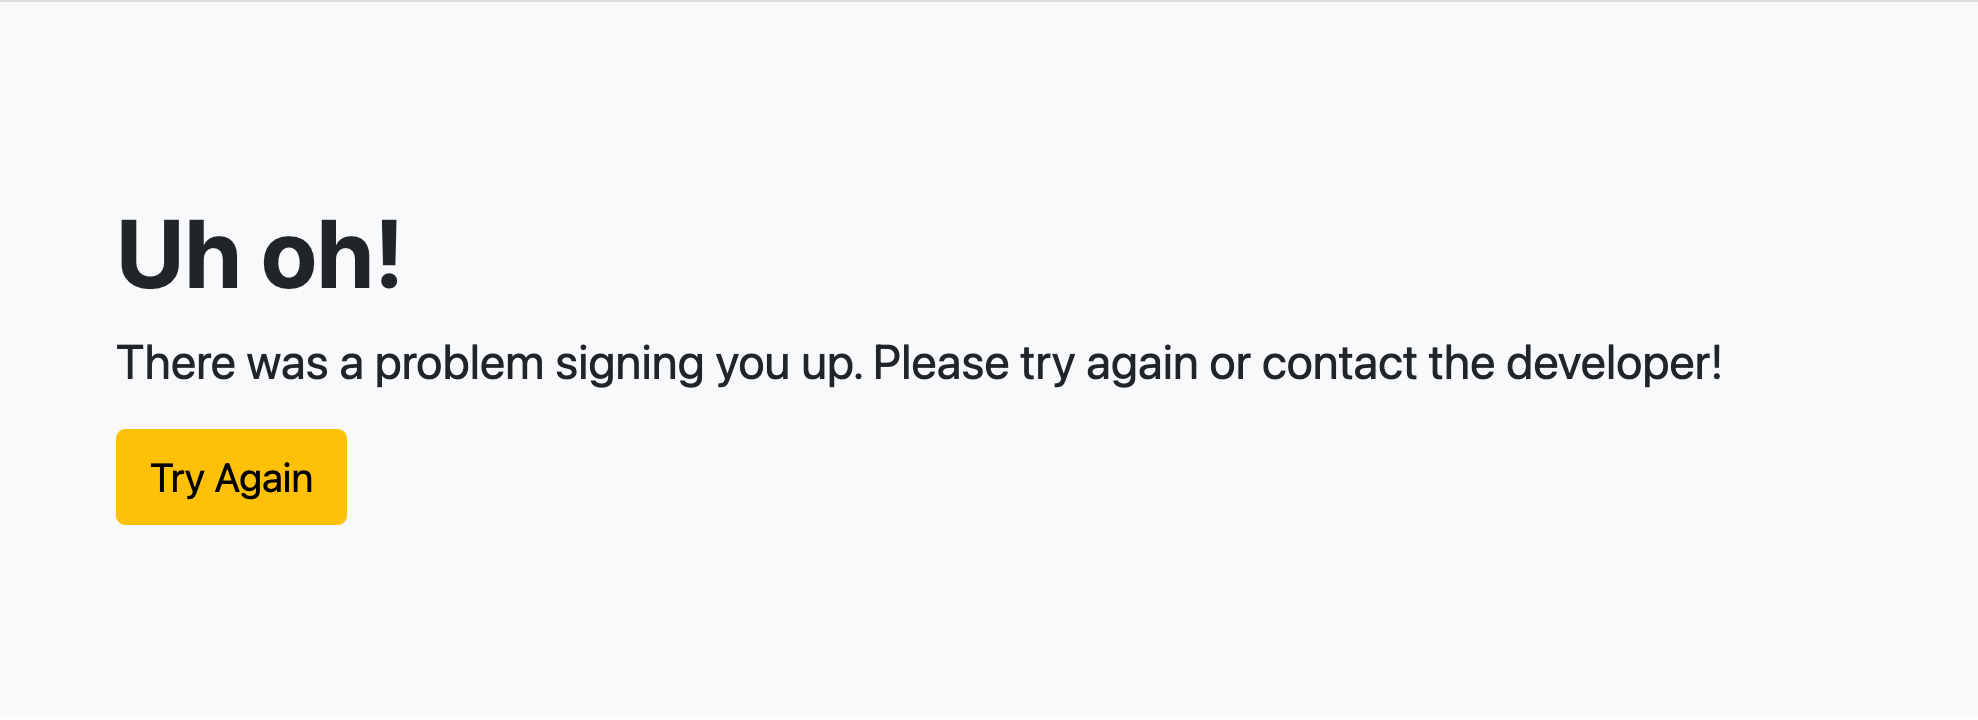 Uh oh!
There was a problem signing you up. Please try again or contact the developer!
Try Again